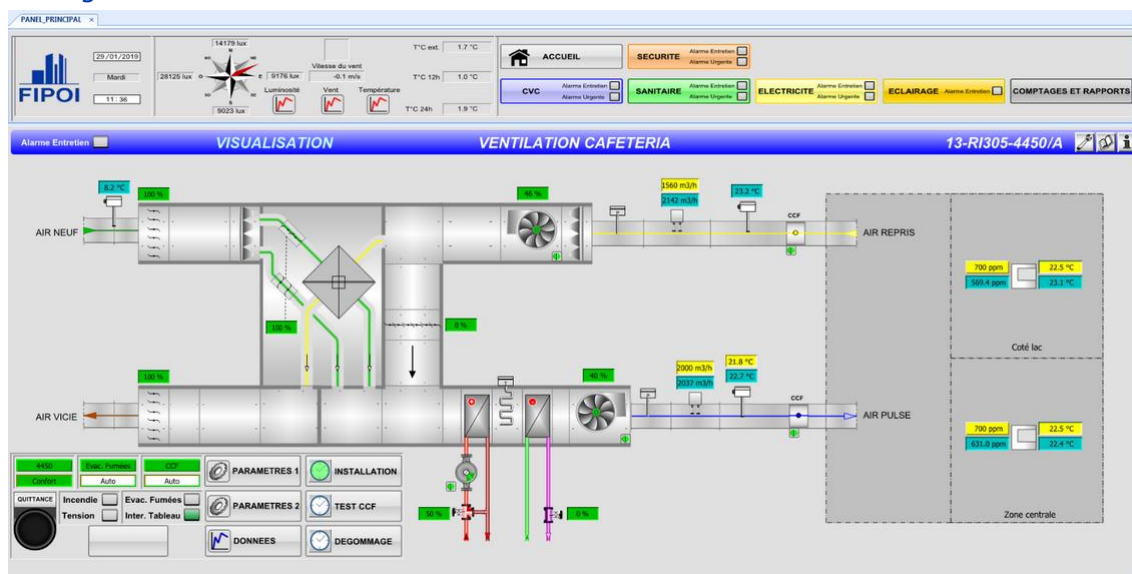 PANEL_PRINCIPAL ×
FIPOI
29/01/2019
Mardi
11:36
14179 lux
28125 lux
O
E
9176 lux
9023 lux
Luminosité
Vitesse du vent
-0.1 m/s
Vent
Température
T°C ext. 1.7 °C
T°C 12h 1.0 °C
T°C 24h 1.9 °C
ACCUEIL
SECURITE Alarme Entretien
Alarme Urgente
CVC Alarme Entretien
Alarme Urgente
SANITAIRE Alarme Entretien
Alarme Urgente
ELECTRICITE Alarme Entretien
Alarme Urgente
ECLAIRAGE Alarme Entretien
COMPTAGES ET RAPPORTS
Alarme Entretien
VISUALISATION
VENTILATION CAFETERIA
13-RI305-4450/A
8.2 °C
100 %
46 %
1560 m3/h
2142 m3/h
23.2 °C
CCF
AIR NEUF
AIR REPRIS
700 ppm 22.5 °C
569.4 ppm 23.1 °C
100 %
0 %
Coté lac
100 %
40 %
2000 m3/h
2037 m3/h
21.8 °C
22.7 °C
CCF
AIR VICIE
AIR PULSE
700 ppm 22.5 °C
631.0 ppm 22.4 °C
Zone centrale
4450
Confort
Evac. Fumées
Auto
CCF
Auto
PARAMETRES 1
INSTALLATION
QUITTANCE
Incendie
Evac. Fumées
Tension
Inter. Tableau
PARAMETRES 2
TEST CCF
50 %
0 %
DONNEES
DEGOMMAGE